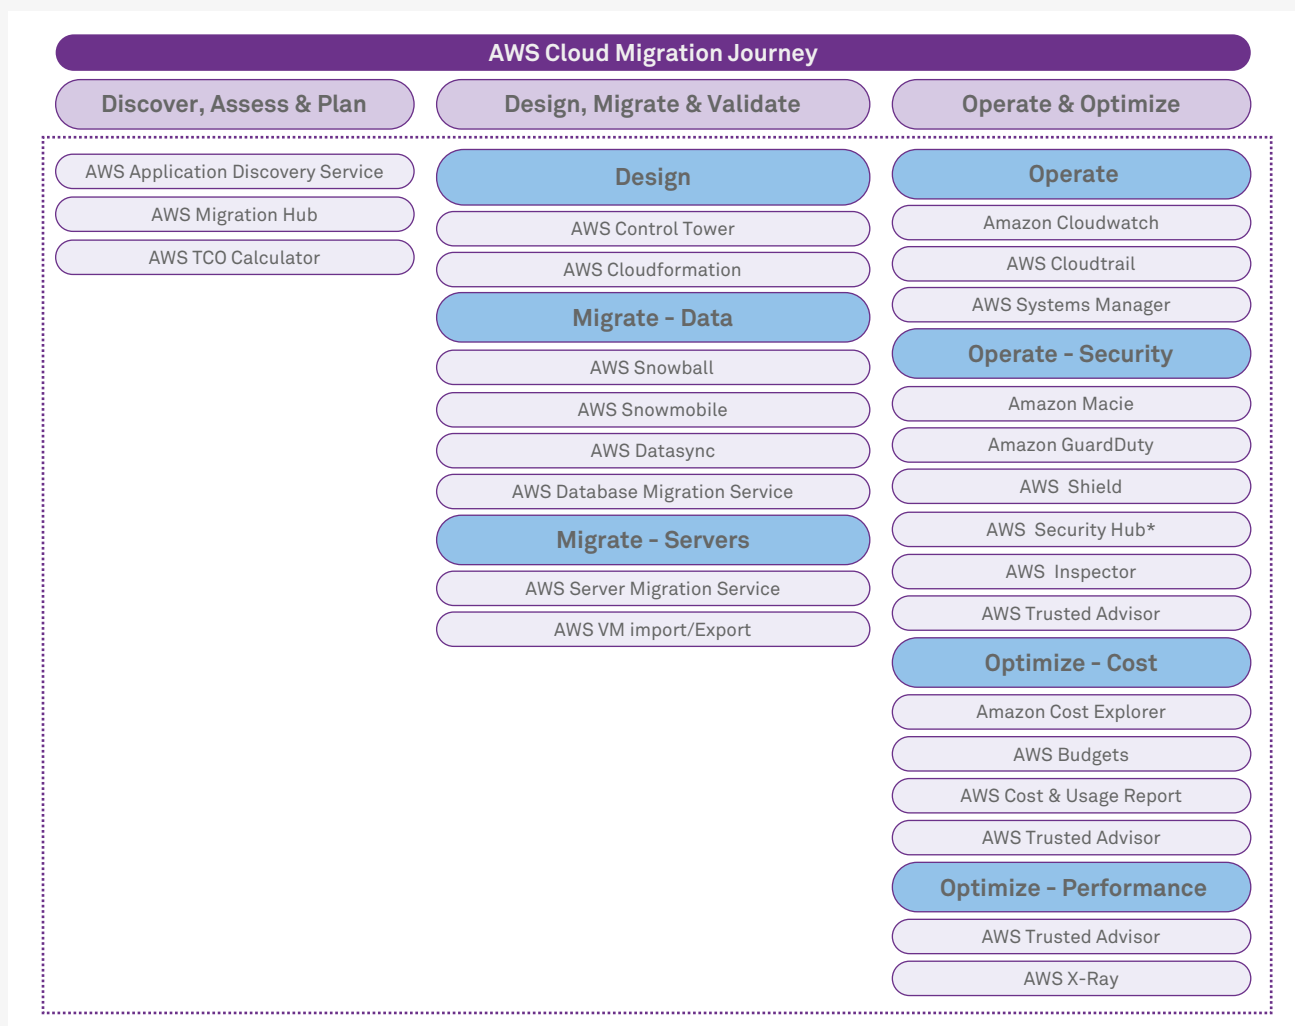 AWS Cloud Migration Journey
Discover, Assess & Plan
AWS Application Discovery Service
AWS Migration Hub
AWS TCO Calculator
Design, Migrate & Validate
Design
AWS Control Tower
AWS Cloudformation
Migrate - Data
AWS Snowball
AWS Snowmobile
AWS Datasync
AWS Database Migration Service
Migrate - Servers
AWS Server Migration Service
AWS VM import/Export
Operate & Optimize
Operate
Amazon Cloudwatch
AWS Cloudtrail
AWS Systems Manager
Operate - Security
Amazon Macie
Amazon GuardDuty
AWS Shield
AWS Security Hub*
AWS Inspector
AWS Trusted Advisor
Optimize - Cost
Amazon Cost Explorer
AWS Budgets
AWS Cost & Usage Report
AWS Trusted Advisor
Optimize - Performance
AWS Trusted Advisor
AWS X-Ray